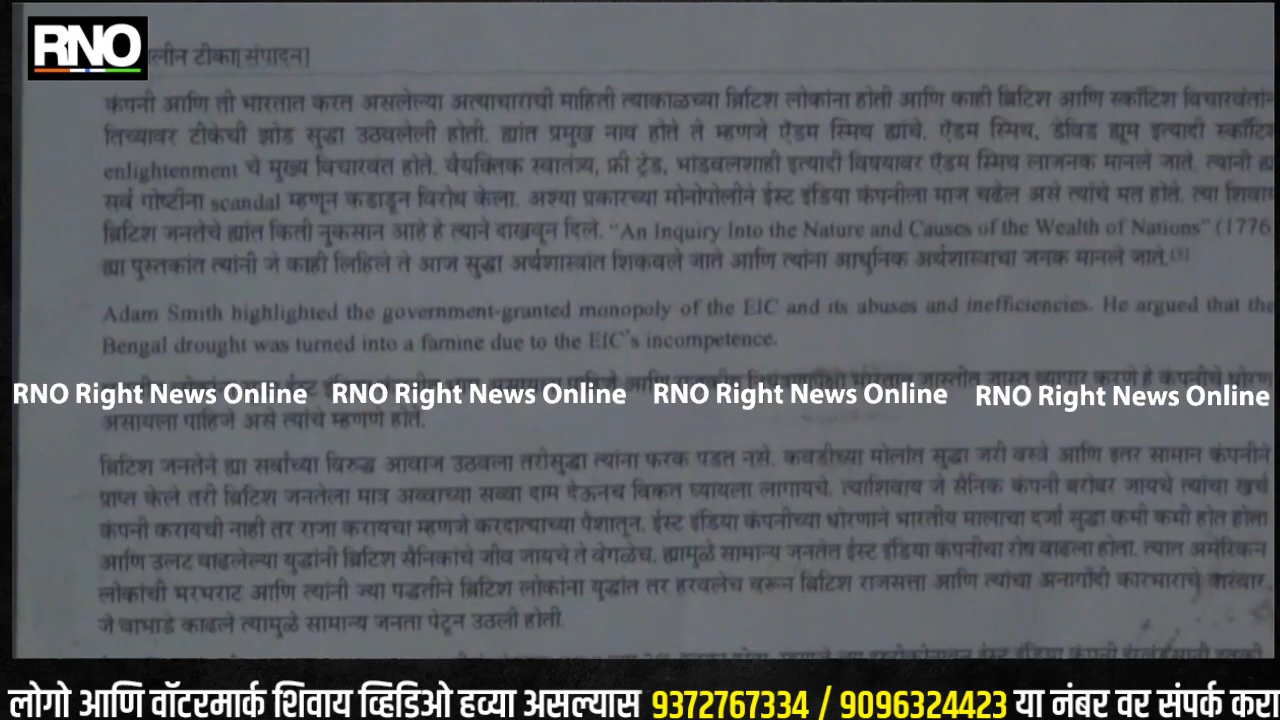 RNO
लीन टीका[संपादन]
कंपनी आणि ती भारतात करत असलेल्या अत्याचाराची माहिती त्याकाळच्या ब्रिटिश लोकांना होती आणि काही ब्रिटिश आणि स्कॉटिश विचारवंतांन
तिच्यावर टीकेची झोड सुद्धा उठवलेली होती. ह्यांत प्रमुख नाव होते ते म्हणजे ऍडम स्मिथ ह्यांचे. ऍडम स्मिथ, डेविड ह्यूम इत्यादी स्कॉटिश
enlightenment चे मुख्य विचारवंत होते. वैयक्तिक स्वातंत्र्य, फ्री ट्रेड, भांडवलशाही इत्यादी विषयावर ऍडम स्मिथ लाजनक मानले जाते. त्यांनी ह्य
सर्व गोष्टींना scandal म्हणून कडाडून विरोध केला. अश्या प्रकारच्या मोनोपोलीने ईस्ट इंडिया कंपनीला माज चढेल असे त्यांचे मत होते. त्या शिवाय
ब्रिटिश जनतेचे ह्यांत किती नुकसान आहे हे त्याने दाखवून दिले. “An Inquiry Into the Nature and Causes of the Wealth of Nations” (1776
ह्या पुस्तकांत त्यांनी जे काही लिहिले ते आज सुद्धा अर्थशास्त्रांत शिकवले जाते आणि त्यांना आधुनिक अर्थशास्त्राचा जनक मानले जाते.[3]
Adam Smith highlighted the government-granted monopoly of the EIC and its abuses and inefficiencies. He argued that the
Bengal drought was turned into a famine due to the EIC's incompetence.
RNO Right News Online RNO Right News Online RNO Right News Online RNO Right News Online
असायला पाहिजे असे त्यांचे म्हणणे होते.
ब्रिटिश जनतेने ह्या सर्वांच्या विरुद्ध आवाज उठवला तरीसुद्धा त्यांना फरक पडत नसे. कवडीच्या मोलांत सुद्धा जरी वस्त्रे आणि इतर सामान कंपनीने
प्राप्त केले तरी ब्रिटिश जनतेला मात्र अव्वाच्या सव्वा दाम देऊनच विकत घ्यायला लागायचे. त्याशिवाय जे सैनिक कंपनी बरोबर जायचे त्यांचा खर्च
कंपनी करायची नाही तर राजा करायचा म्हणजे करदात्याच्या पैशातून. ईस्ट इंडिया कंपनीच्या धोरणाने भारतीय मालाचा दर्जा सुद्धा कमी कमी होत होता
आणि उलट वाढलेल्या युद्धांनी ब्रिटिश सैनिकांचे जीव जायचे ते वेगळेच. ह्यामुळे सामान्य जनतेत ईस्ट इंडिया कंपनीचा रोष वाढला होता. त्यात अमेरिकन
लोकांची भरभराट आणि त्यांनी ज्या पद्धतीने ब्रिटिश लोकांना युद्धांत तर हरवलेच वरून ब्रिटिश राजसत्ता आणि त्यांचा अनागोंदी कारभाराचे वारंवार
जे वाभाडे काढले त्यामुळे सामान्य जनता पेटून उठली होती
लोगो आणि वॉटरमार्क शिवाय व्हिडिओ हव्या असल्यास 9372767334 / 9096324423 या नंबर वर संपर्क करा